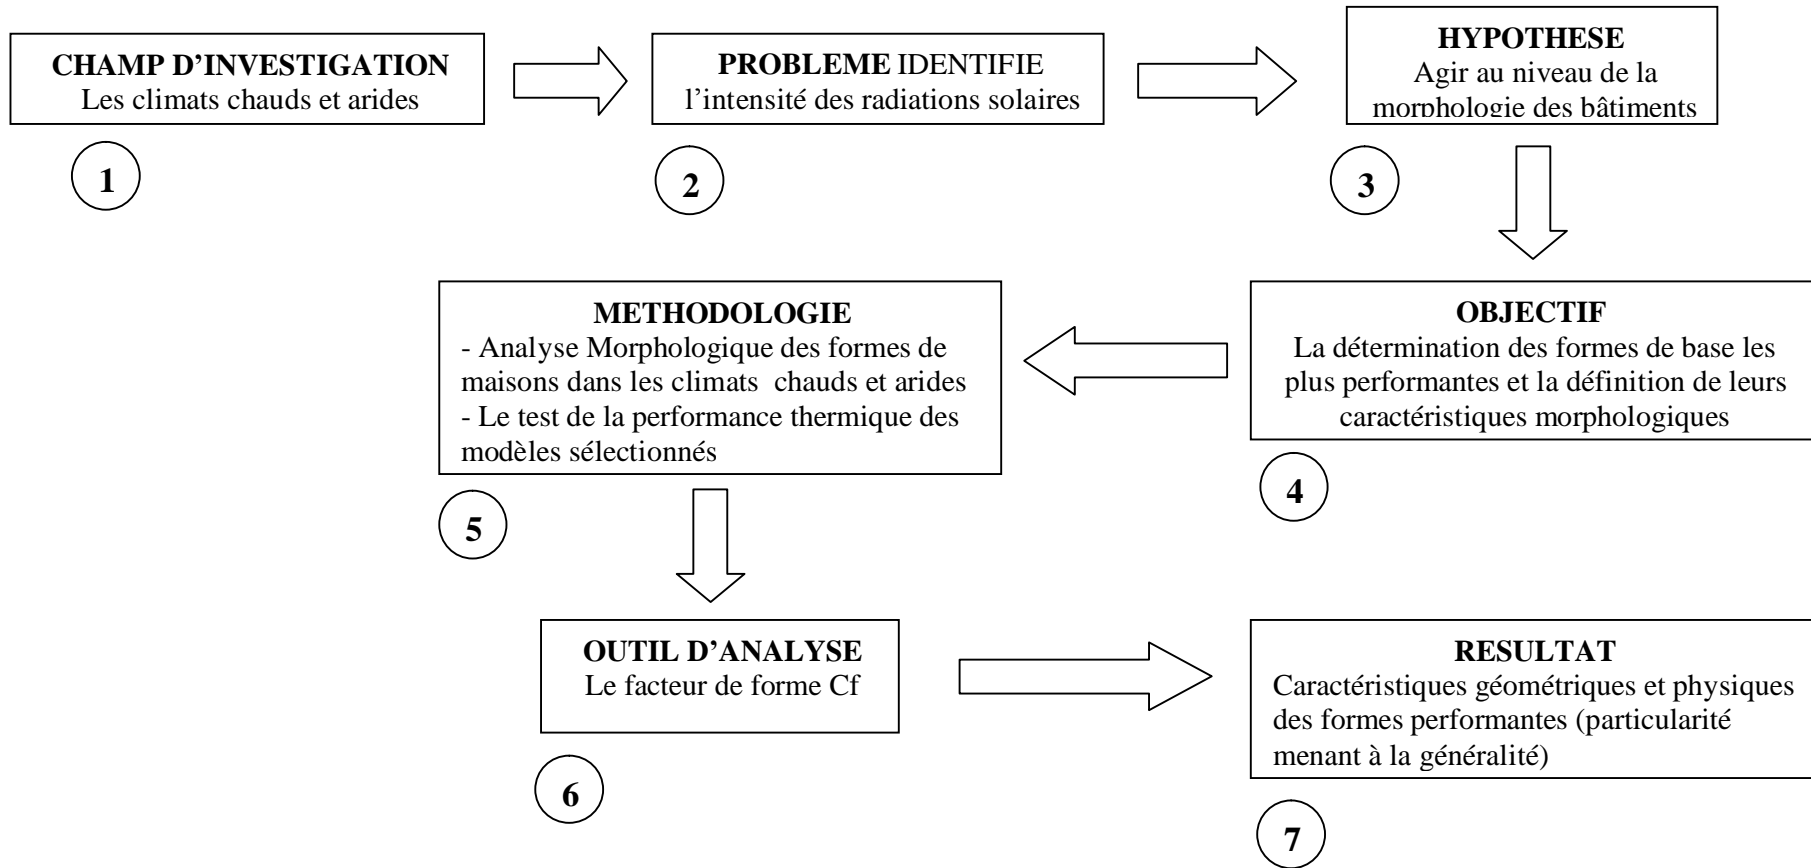 CHAMP D’INVESTIGATION
Les climats chauds et arides
1
PROBLEME IDENTIFIE
l’intensité des radiations solaires
2
HYPOTHESE
Agir au niveau de la
morphologie des bâtiments
3
OBJECTIF
La détermination des formes de base les
plus performantes et la définition de leurs
caractéristiques morphologiques
4
METHODOLOGIE
- Analyse Morphologique des formes de
maisons dans les climats chauds et arides
- Le test de la performance thermique des
modèles sélectionnés
5
OUTIL D’ANALYSE
Le facteur de forme Cf
6
RESULTAT
Caractéristiques géométriques et physiques
des formes performantes (particularité
menant à la généralité)
7